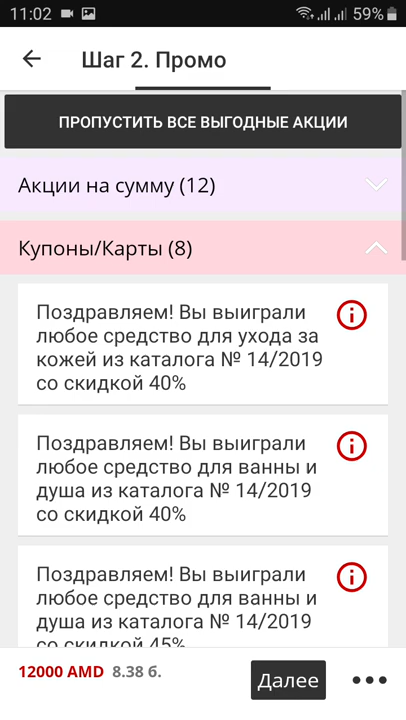 11:02
59%
Шаг 2. Промо
ПРОПУСТИТЬ ВСЕ ВЫГОДНЫЕ АКЦИИ
Акции на сумму (12)
Купоны/Карты (8)
Поздравляем! Вы выиграли
любое средство для ухода за
кожей из каталога № 14/2019
со скидкой 40%
Поздравляем! Вы выиграли
любое средство для ванны и
душа из каталога № 14/2019
со скидкой 40%
Поздравляем! Вы выиграли
любое средство для ванны и
душа из каталога № 14/2019
со скидкой 45%
12000 AMD 8.38 б.
Далее